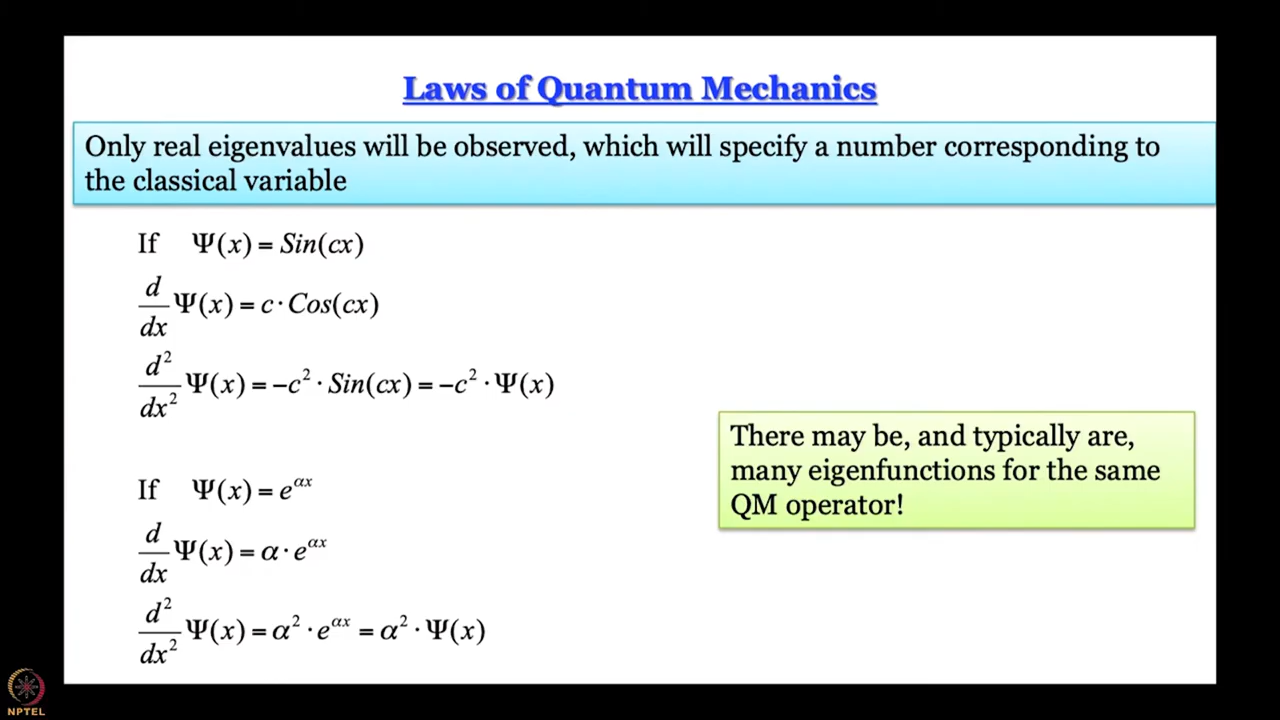 Laws of Quantum Mechanics
Only real eigenvalues will be observed, which will specify a number corresponding to
the classical variable
If Ψ(x) = Sin(cx)
d/dx Ψ(x) = c · Cos(cx)
d²/dx² Ψ(x) = −c² · Sin(cx) = −c² · Ψ(x)
There may be, and typically are,
many eigenfunctions for the same
QM operator!
If Ψ(x) = e^αx
d/dx Ψ(x) = α · e^αx
d²/dx² Ψ(x) = α² · e^αx = α² · Ψ(x)
NPTEL